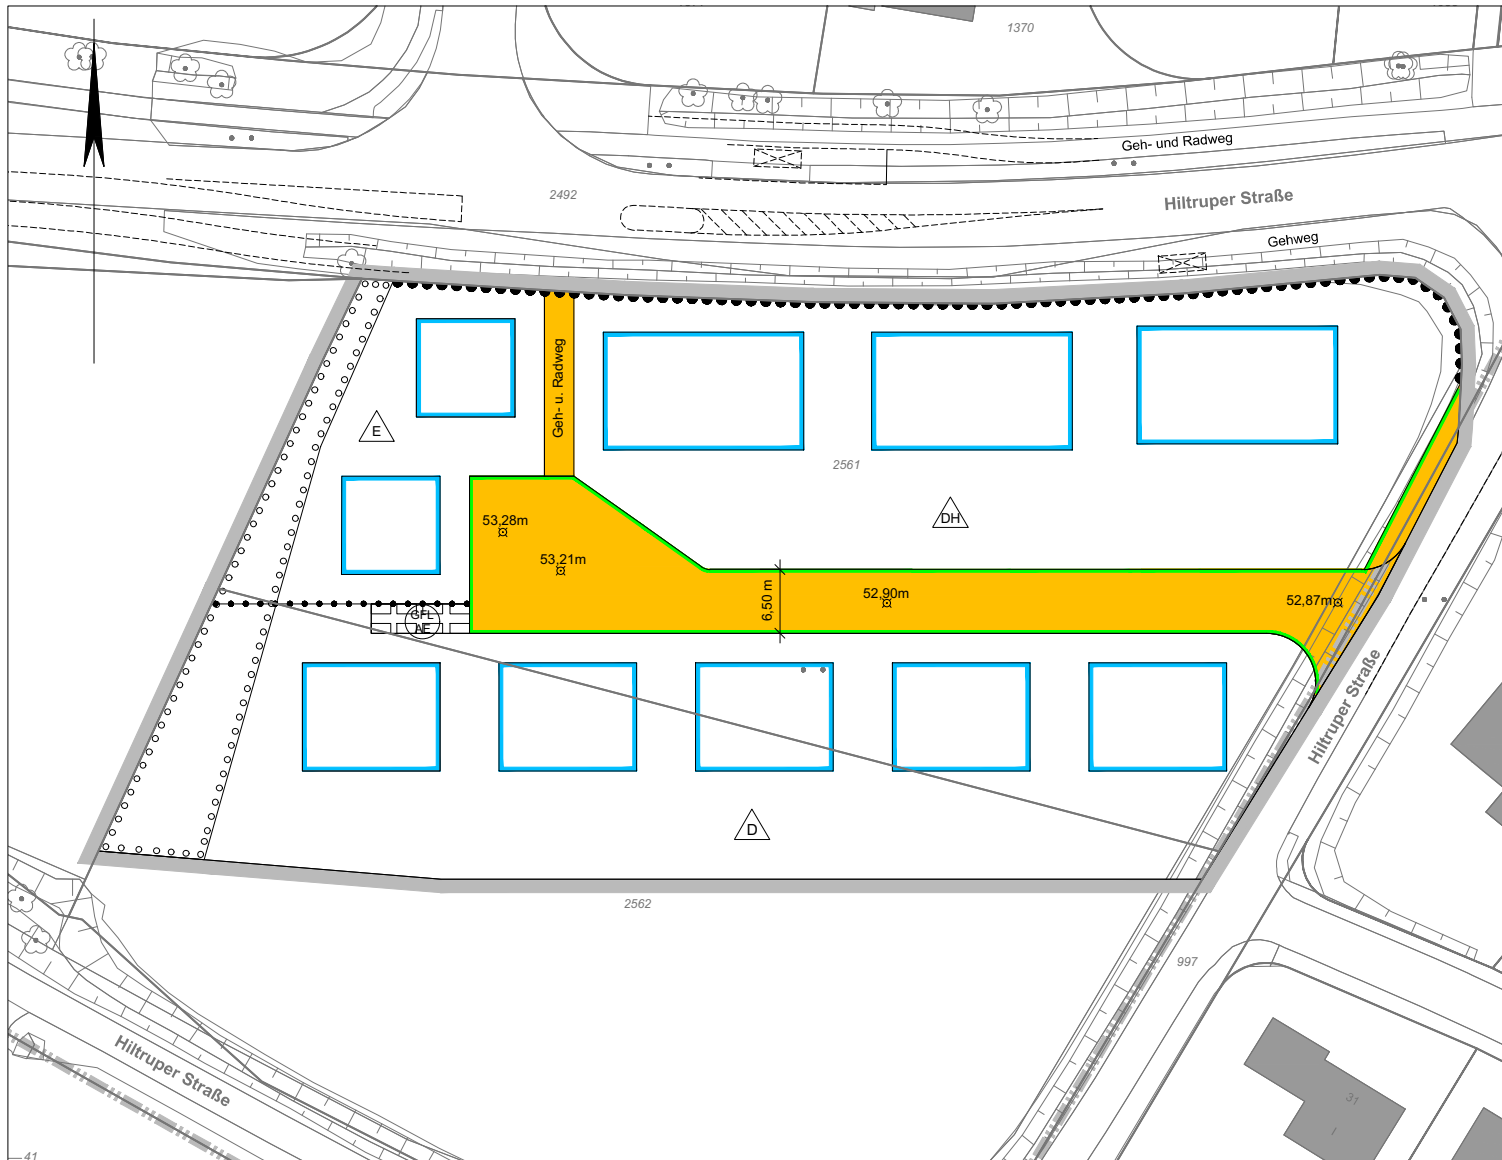 1370
Geh- und Radweg
2492
Hiltruper Straße
Gehweg
Geh- u. Radweg
E
2561
DH
53,28m
53,21m
6,50 m
52,90m
52,87m
GFL
AE
Hiltruper Straße
D
2562
997
Hiltruper Straße
31
I
41